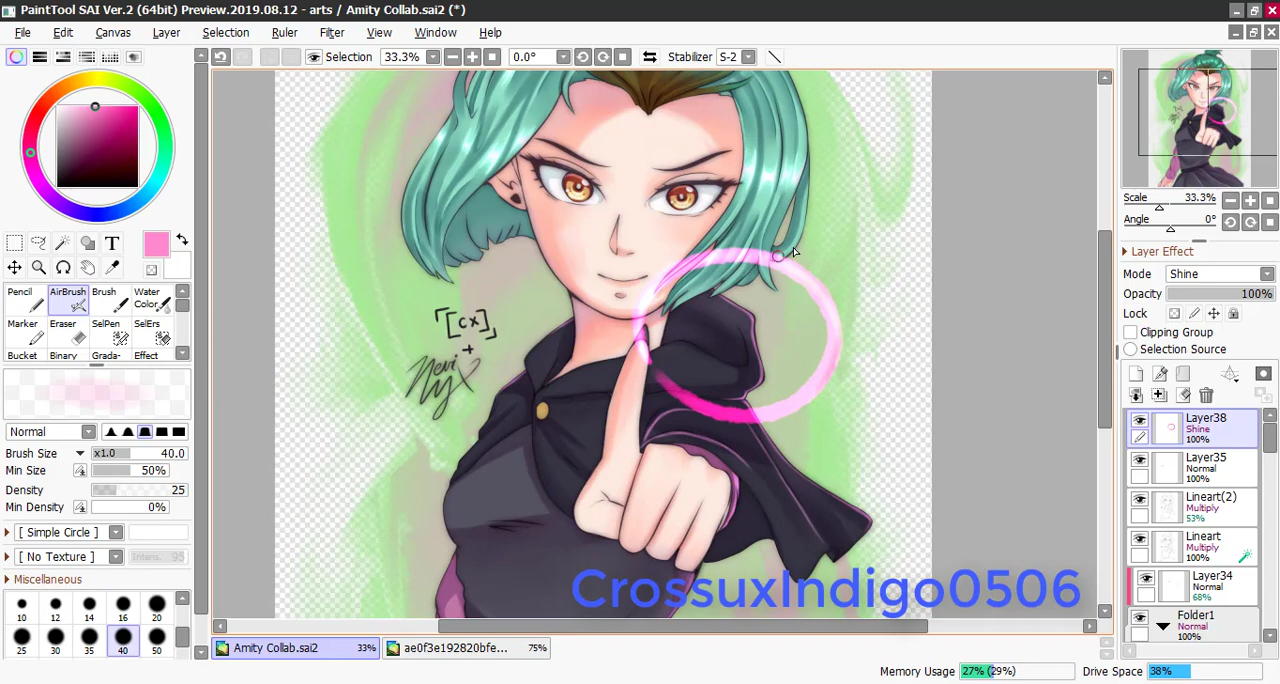 PaintTool SAI Ver.2 (64bit) Preview.2019.08.12 - arts / Amity Collab.sai2 (*)
File Edit Canvas Layer Selection Ruler Filter View Window Help
Selection 33.3% 0.0° Stabilizer S-2
Scale 33.3%
Angle 0°
Layer Effect
Mode Shine
Opacity 100%
Lock
Clipping Group
Selection Source
T
Pencil AirBrush Brush Water Color
Marker Eraser SelPen SelErs
Bucket Binary Grada- Effect
Normal
Brush Size x1.0 40.0
Min Size 50%
Density 25
Min Density 0%
[ Simple Circle ]
[ No Texture ] Intens. 95
Miscellaneous
10 12 14 16 20
25 30 35 40 50
[cx]
+
Layer38
Shine
100%
Layer35
Normal
100%
Lineart(2)
Multiply
53%
Lineart
Multiply
100%
Layer34
Normal
68%
Folder1
Normal
100%
CrossuxIndigo0506
Amity Collab.sai2 33% ae0f3e192820bfe... 75%
Memory Usage 27% (29%) Drive Space 38%